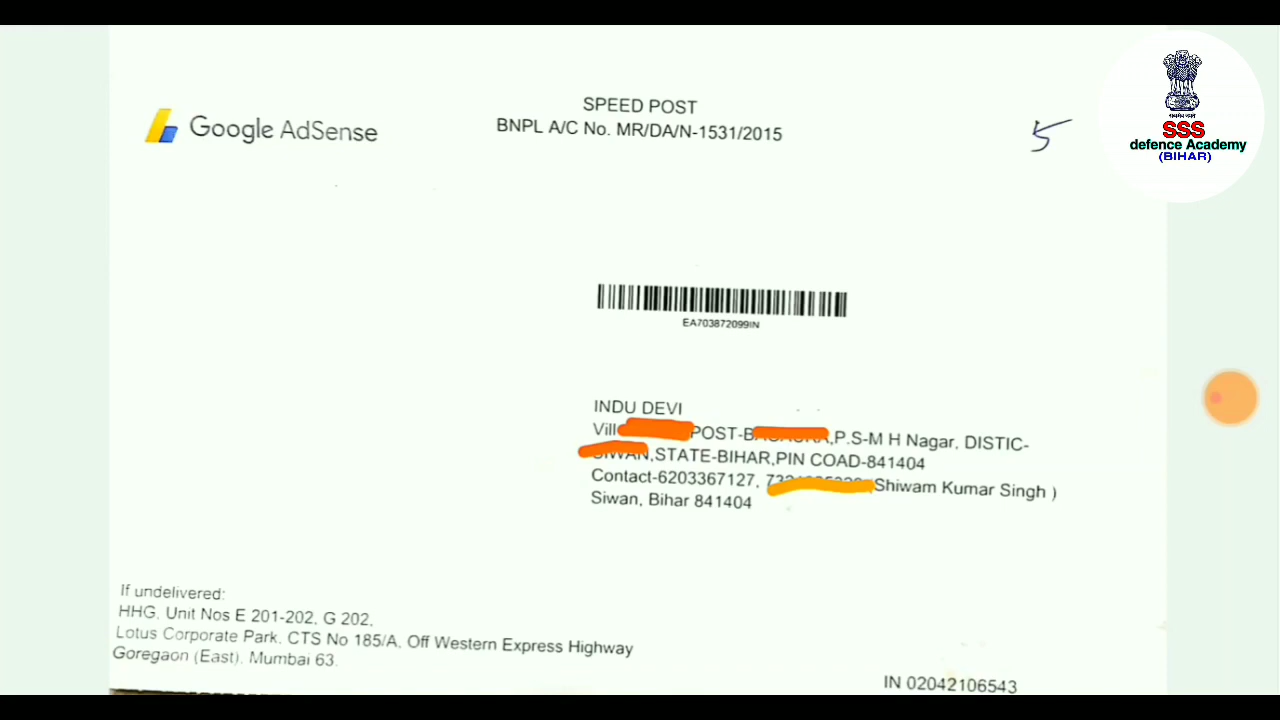 Google AdSense
SPEED POST
BNPL A/C No. MR/DA/N-1531/2015
5
सत्यमेव जयते
SSS
defence Academy
(BIHAR)
EA703872099IN
INDU DEVI
Vill POST-B ,P.S-M H Nagar, DISTIC-
,STATE-BIHAR,PIN COAD-841404
Contact-6203367127, (Shiwam Kumar Singh )
Siwan, Bihar 841404
If undelivered:
HHG, Unit Nos E 201-202, G 202,
Lotus Corporate Park, CTS No 185/A, Off Western Express Highway
Goregaon (East), Mumbai 63.
IN 02042106543